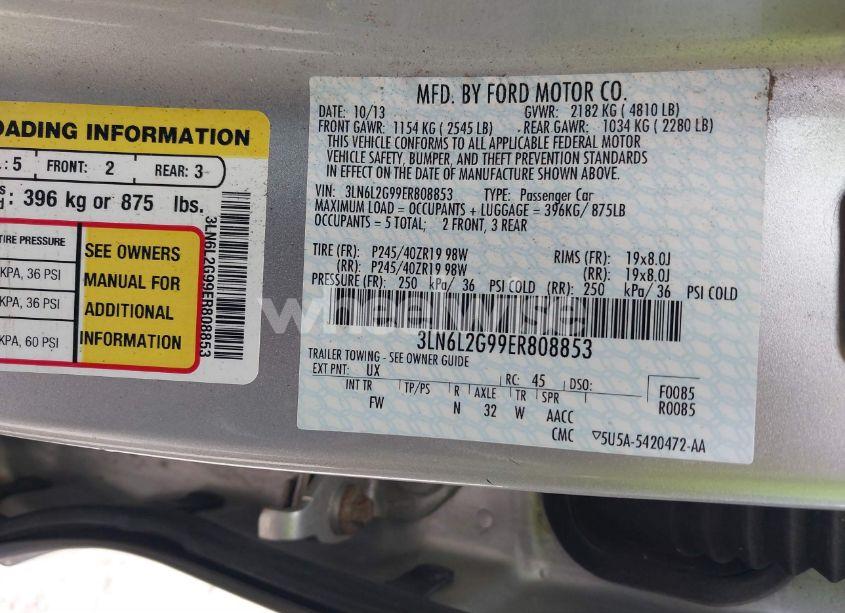 OADING INFORMATION
.: 5 FRONT: 2 REAR: 3
: 396 kg or 875 lbs.
TIRE PRESSURE
KPA, 36 PSI
KPA, 36 PSI
KPA, 60 PSI
SEE OWNERS
MANUAL FOR
ADDITIONAL
INFORMATION
3LN6L2G99ER808853
MFD. BY FORD MOTOR CO.
DATE: 10/13 GVWR: 2182 KG ( 4810 LB)
FRONT GAWR: 1154 KG ( 2545 LB) REAR GAWR: 1034 KG ( 2280 LB)
THIS VEHICLE CONFORMS TO ALL APPLICABLE FEDERAL MOTOR
VEHICLE SAFETY, BUMPER, AND THEFT PREVENTION STANDARDS
IN EFFECT ON THE DATE OF MANUFACTURE SHOWN ABOVE.
VIN: 3LN6L2G99ER808853 TYPE: Passenger Car
MAXIMUM LOAD = OCCUPANTS + LUGGAGE = 396KG/ 875LB
OCCUPANTS = 5 TOTAL; 2 FRONT, 3 REAR
TIRE (FR): P245/40ZR19 98W RIMS (FR): 19x8.0J
(RR): P245/40ZR19 98W (RR): 19x8.0J
PRESSURE (FR): 250 kPa/ 36 PSI COLD (RR): 250 kPa/ 36 PSI COLD
wheelwise
3LN6L2G99ER808853
TRAILER TOWING - SEE OWNER GUIDE
EXT PNT: UX RC: 45 DSO: F0085
R0085
INT TR TP/PS R AXLE TR SPR
FW N 32 W AACC
CMC ▽5U5A-5420472-AA